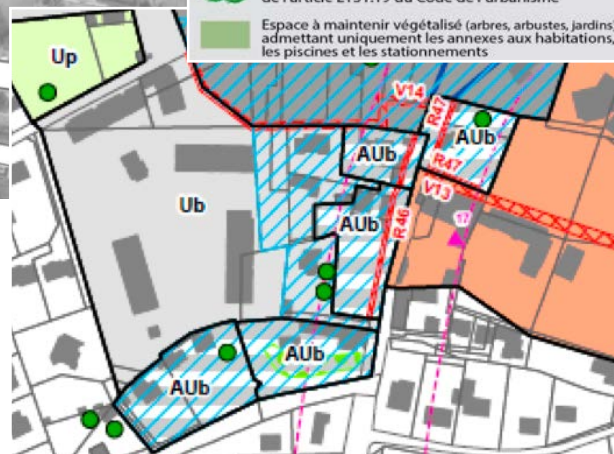 de l'article L151.19 du Code de l'urbanisme
Espace à maintenir végétalisé (arbres, arbustes, jardins)
admettant uniquement les annexes aux habitations,
les piscines et les stationnements
Up
V14
R47
AUb
AUb
R47
V13
Ub
AUb
R46
17
AUb
AUb